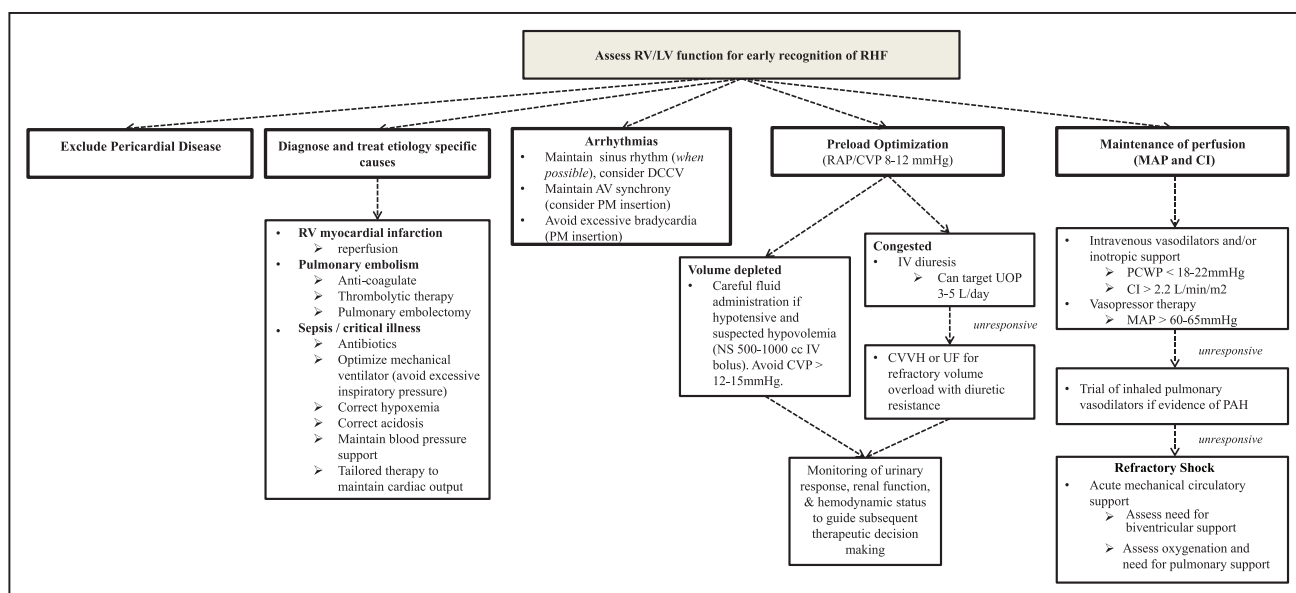 Assess RV/LV function for early recognition of RHF
Exclude Pericardial Disease
Diagnose and treat etiology specific
causes
• RV myocardial infarction
➢ reperfusion
• Pulmonary embolism
➢ Anti-coagulate
➢ Thrombolytic therapy
➢ Pulmonary embolectomy
• Sepsis / critical illness
➢ Antibiotics
➢ Optimize mechanical
ventilator (avoid excessive
inspiratory pressure)
➢ Correct hypoxemia
➢ Correct acidosis
➢ Maintain blood pressure
support
➢ Tailored therapy to
maintain cardiac output
Arrhythmias
• Maintain sinus rhythm (when
possible), consider DCCV
• Maintain AV synchrony
(consider PM insertion)
• Avoid excessive bradycardia
(PM insertion)
Preload Optimization
(RAP/CVP 8-12 mmHg)
Volume depleted
• Careful fluid
administration if
hypotensive and
suspected hypovolemia
(NS 500-1000 cc IV
bolus). Avoid CVP >
12-15mmHg.
Congested
• IV diuresis
➢ Can target UOP
3-5 L/day
unresponsive
• CVVH or UF for
refractory volume
overload with diuretic
resistance
Monitoring of urinary
response, renal function,
& hemodynamic status
to guide subsequent
therapeutic decision
making
Maintenance of perfusion
(MAP and CI)
• Intravenous vasodilators and/or
inotropic support
➢ PCWP < 18-22mmHg
➢ CI > 2.2 L/min/m2
• Vasopressor therapy
➢ MAP > 60-65mmHg
unresponsive
• Trial of inhaled pulmonary
vasodilators if evidence of PAH
unresponsive
Refractory Shock
• Acute mechanical circulatory
support
➢ Assess need for
biventricular support
➢ Assess oxygenation and
need for pulmonary support